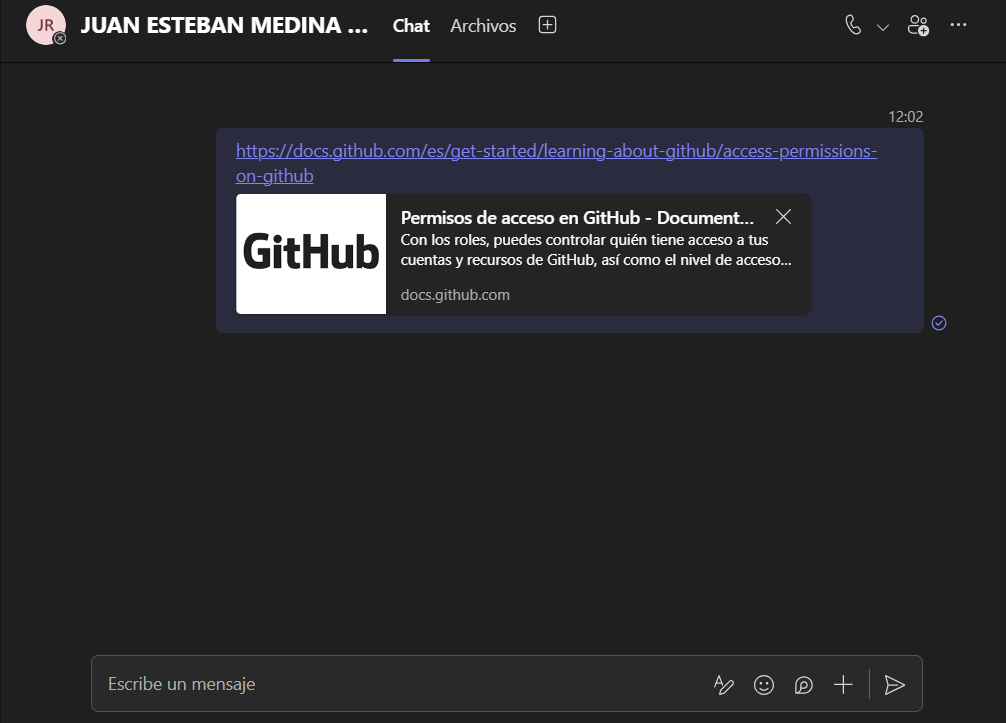 JR
JUAN ESTEBAN MEDINA ...
Chat
Archivos
12:02
https://docs.github.com/es/get-started/learning-about-github/access-permissions-
on-github
GitHub
Permisos de acceso en GitHub - Document...
Con los roles, puedes controlar quién tiene acceso a tus
cuentas y recursos de GitHub, así como el nivel de acceso...
docs.github.com
Escribe un mensaje